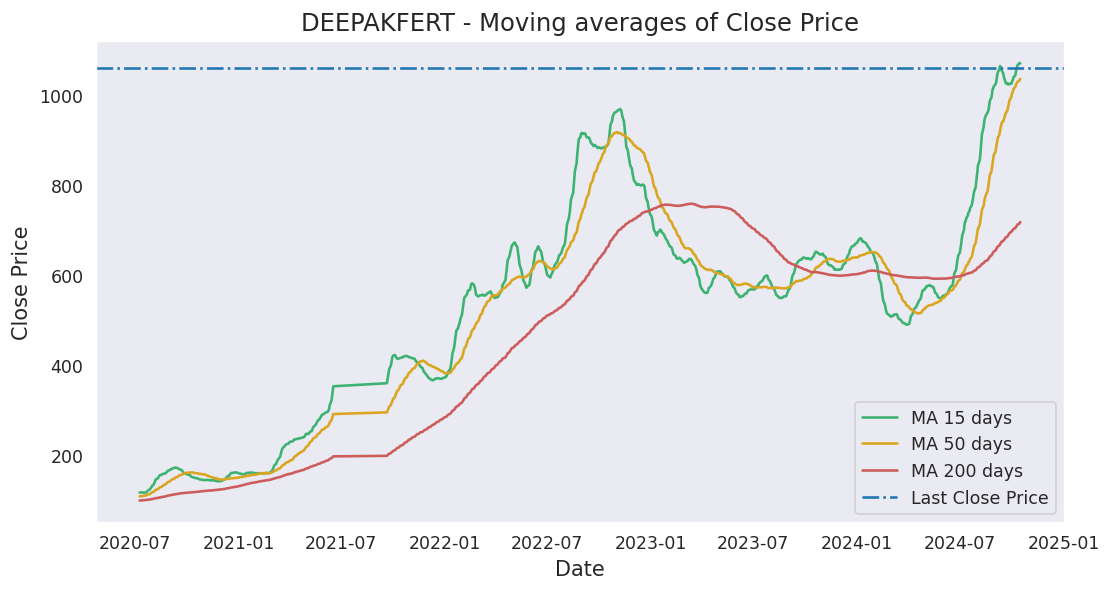 DEEPAKFERT - Moving averages of Close Price
Close Price
1000
800
600
400
200
MA 15 days
MA 50 days
MA 200 days
Last Close Price
2020-07 2021-01 2021-07 2022-01 2022-07 2023-01 2023-07 2024-01 2024-07 2025-01
Date